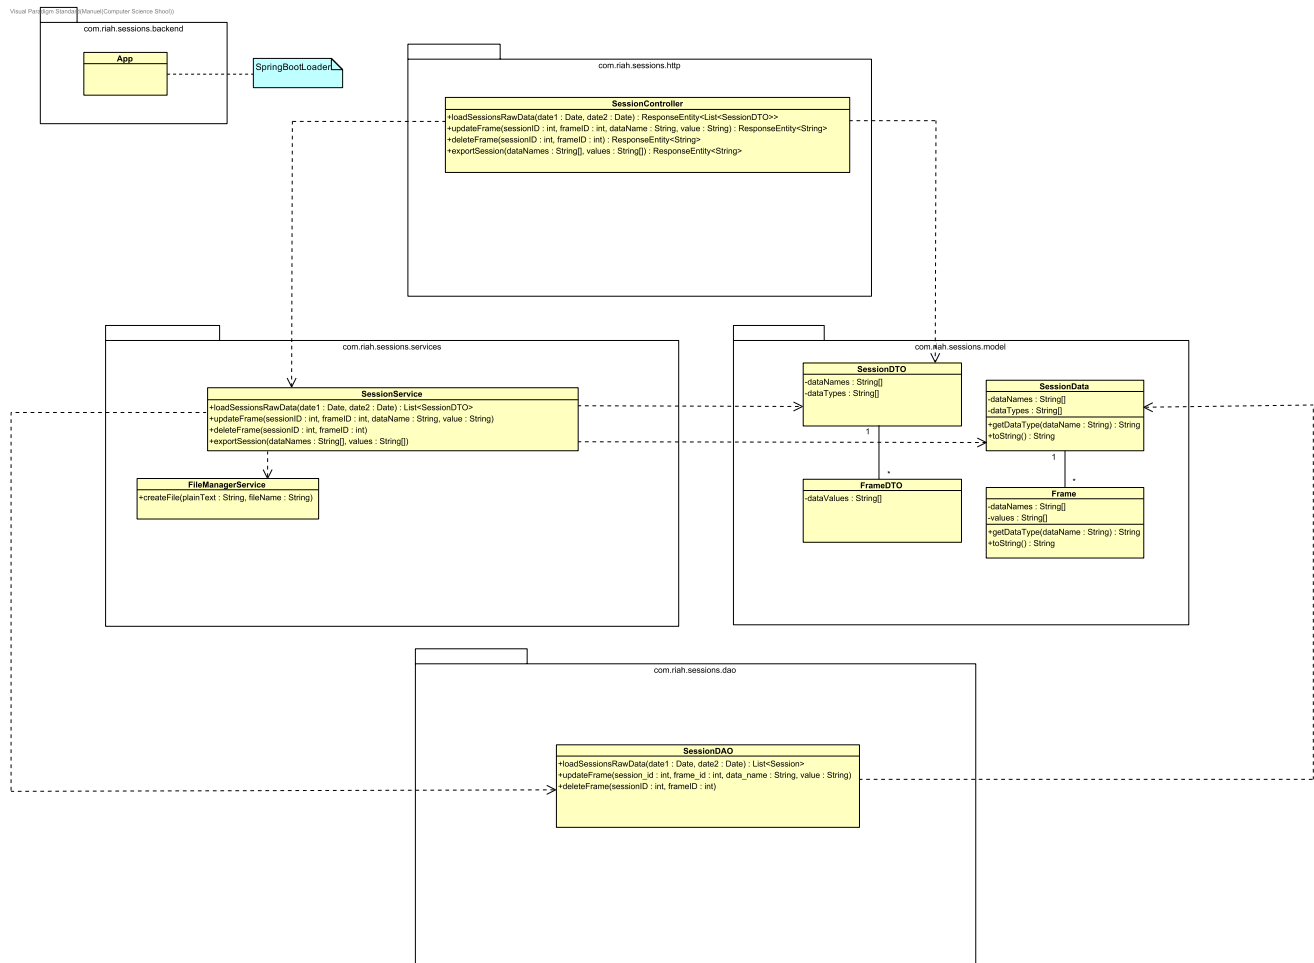 Visual Paradigm Standard(Manuel(Computer Science Shool))
com.riah.sessions.backend
App
SpringBootLoader
com.riah.sessions.http
SessionController
+loadSessionsRawData(date1 : Date, date2 : Date) : ResponseEntity<List<SessionDTO>>
+updateFrame(sessionID : int, frameID : int, dataName : String, value : String) : ResponseEntity<String>
+deleteFrame(sessionID : int, frameID : int) : ResponseEntity<String>
+exportSession(dataNames : String[], values : String[]) : ResponseEntity<String>
com.riah.sessions.services
SessionService
+loadSessionsRawData(date1 : Date, date2 : Date) : List<SessionDTO>
+updateFrame(sessionID : int, frameID : int, dataName : String, value : String)
+deleteFrame(sessionID : int, frameID : int)
+exportSession(dataNames : String[], values : String[])
FileManagerService
+createFile(plainText : String, fileName : String)
com.riah.sessions.model
SessionDTO
-dataNames : String[]
-dataTypes : String[]
1
*
FrameDTO
-dataValues : String[]
SessionData
-dataNames : String[]
-dataTypes : String[]
+getDataType(dataName : String) : String
+toString() : String
1
*
Frame
-dataNames : String[]
-values : String[]
+getDataType(dataName : String) : String
+toString() : String
com.riah.sessions.dao
SessionDAO
+loadSessionsRawData(date1 : Date, date2 : Date) : List<Session>
+updateFrame(session_id : int, frame_id : int, data_name : String, value : String)
+deleteFrame(sessionID : int, frameID : int)